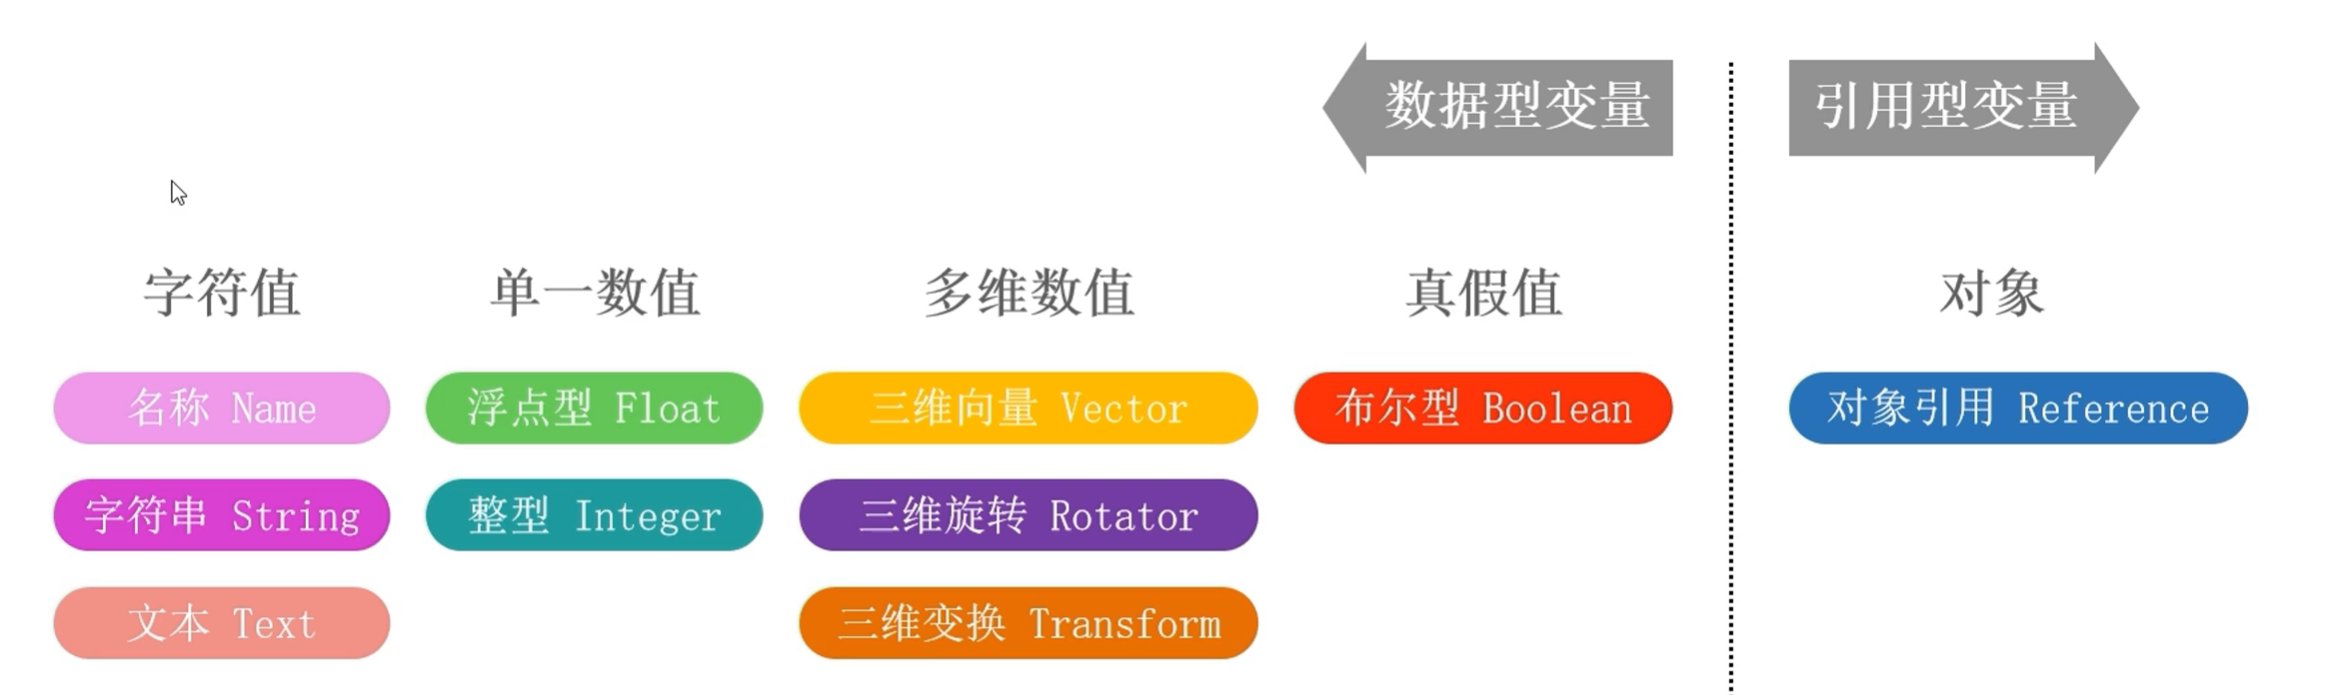 数据型变量
引用型变量
字符值
单一数值
多维数值
真假值
对象
名称 Name
浮点型 Float
三维向量 Vector
布尔型 Boolean
对象引用 Reference
字符串 String
整型 Integer
三维旋转 Rotator
文本 Text
三维变换 Transform